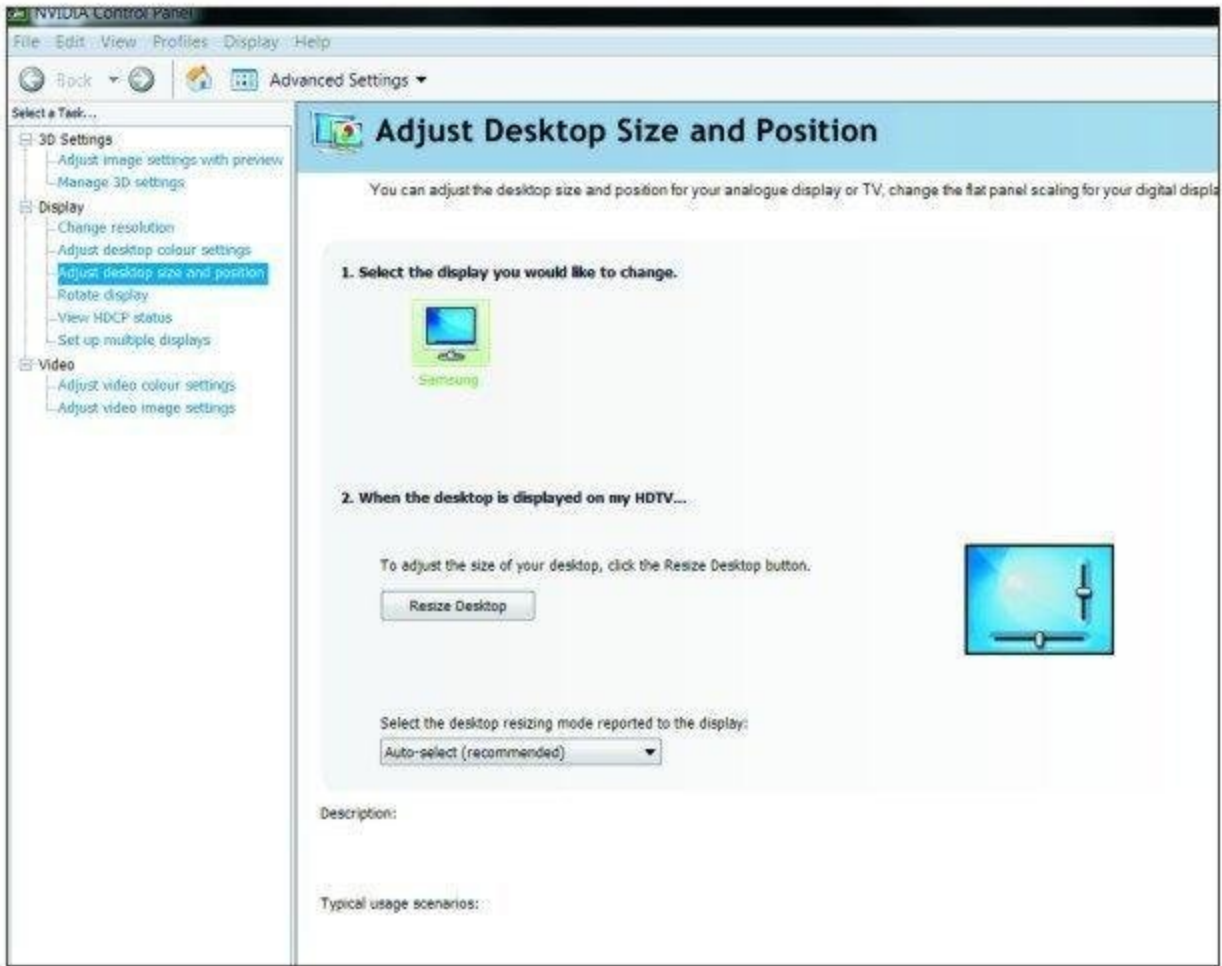 NVIDIA Control Panel
File Edit View Profiles Display Help
Back Advanced Settings
Select a Task...
3D Settings
Adjust image settings with preview
Manage 3D settings
Display
Change resolution
Adjust desktop colour settings
Adjust desktop size and position
Rotate display
View HDCP status
Set up multiple displays
Video
Adjust video colour settings
Adjust video image settings
Adjust Desktop Size and Position
You can adjust the desktop size and position for your analogue display or TV, change the flat panel scaling for your digital displa
1. Select the display you would like to change.
Samsung
2. When the desktop is displayed on my HDTV...
To adjust the size of your desktop, click the Resize Desktop button.
Resize Desktop
Select the desktop resizing mode reported to the display:
Auto-select (recommended)
Description:
Typical usage scenarios: